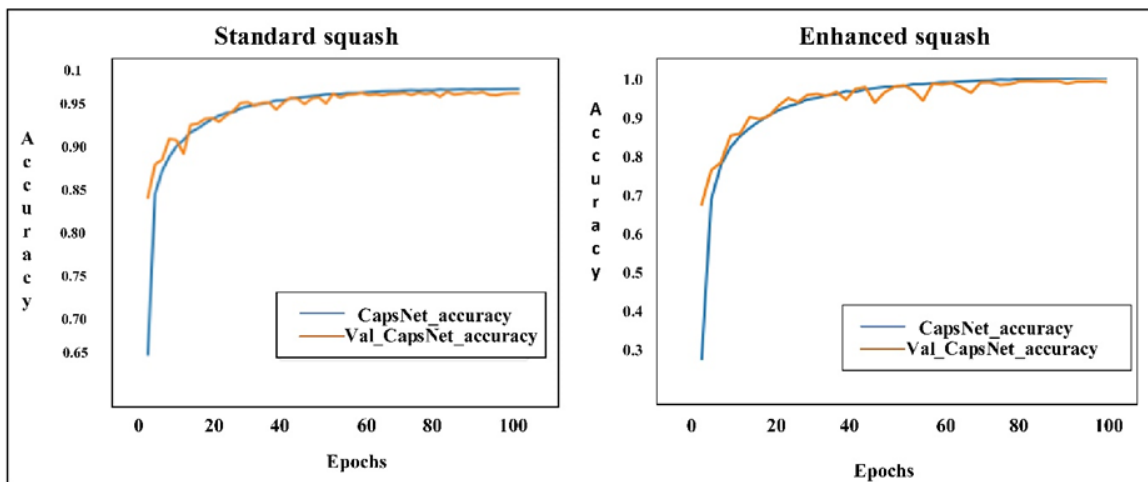 Standard squash
Accuracy
0.1
0.95
0.90
0.85
0.80
0.75
0.70
0.65
CapsNet_accuracy
Val_CapsNet_accuracy
0 20 40 60 80 100
Epochs
Enhanced squash
Accuracy
1.0
0.9
0.8
0.7
0.6
0.5
0.4
0.3
CapsNet_accuracy
Val_CapsNet_accuracy
0 20 40 60 80 100
Epochs